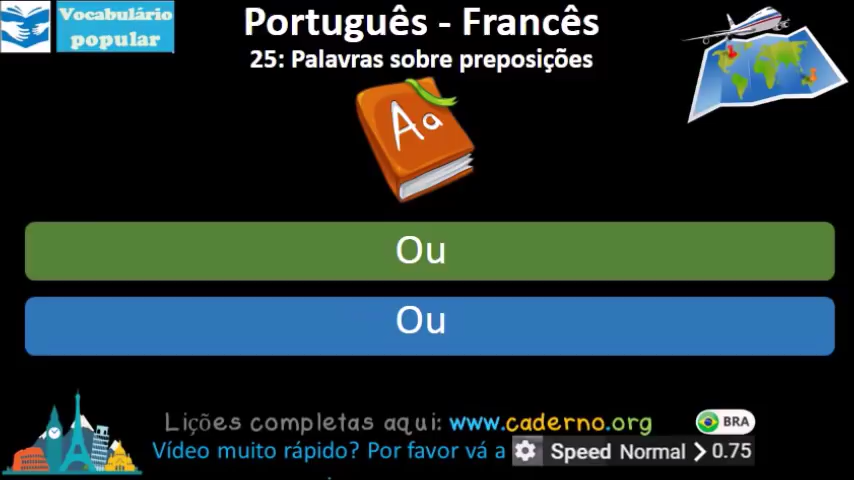 Vocabulário
popular
Português - Francês
25: Palavras sobre preposições
Aa
Ou
Ou
Lições completas aqui: www.caderno.org
BRA
Vídeo muito rápido? Por favor vá a Speed Normal > 0.75